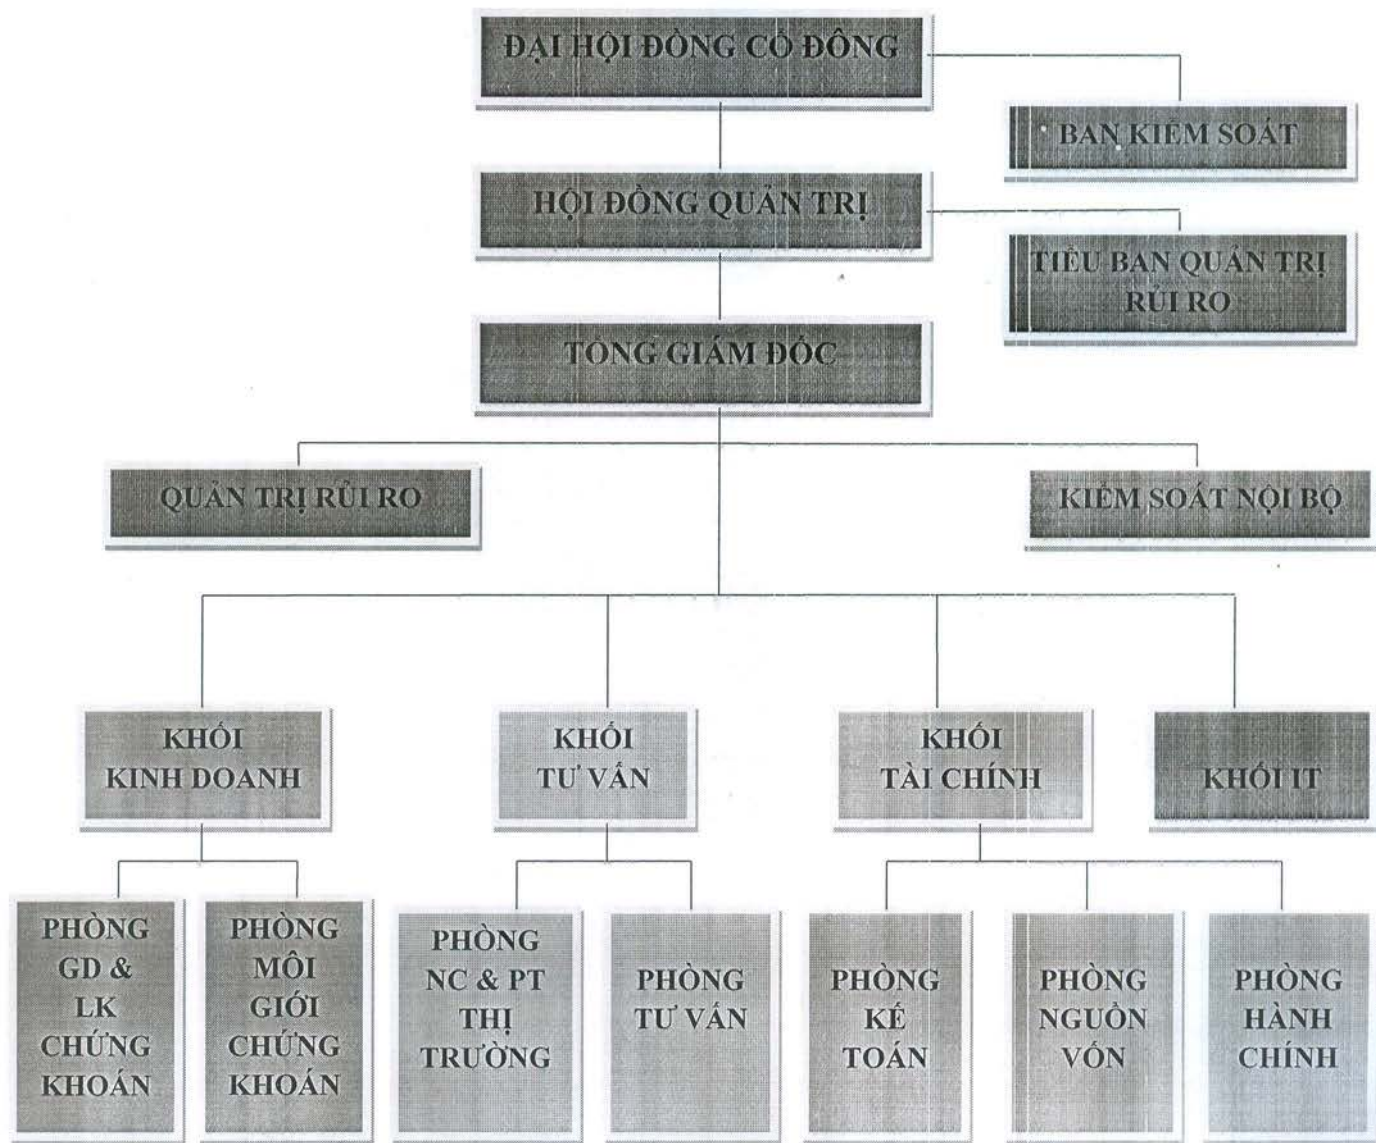 ĐẠI HỘI ĐỒNG CỔ ĐÔNG
BAN KIỂM SOÁT
HỘI ĐỒNG QUẢN TRỊ
TIỂU BAN QUẢN TRỊ
RỦI RO
TỔNG GIÁM ĐỐC
QUẢN TRỊ RỦI RO
KIỂM SOÁT NỘI BỘ
KHỐI
KINH DOANH
KHỐI
TƯ VẤN
KHỐI
TÀI CHÍNH
KHỐI IT
PHÒNG
GD &
LK
CHỨNG
KHOÁN
PHÒNG
MÔI
GIỚI
CHỨNG
KHOÁN
PHÒNG
NC & PT
THỊ
TRƯỜNG
PHÒNG
TƯ VẤN
PHÒNG
KẾ
TOÁN
PHÒNG
NGUỒN
VỐN
PHÒNG
HÀNH
CHÍNH